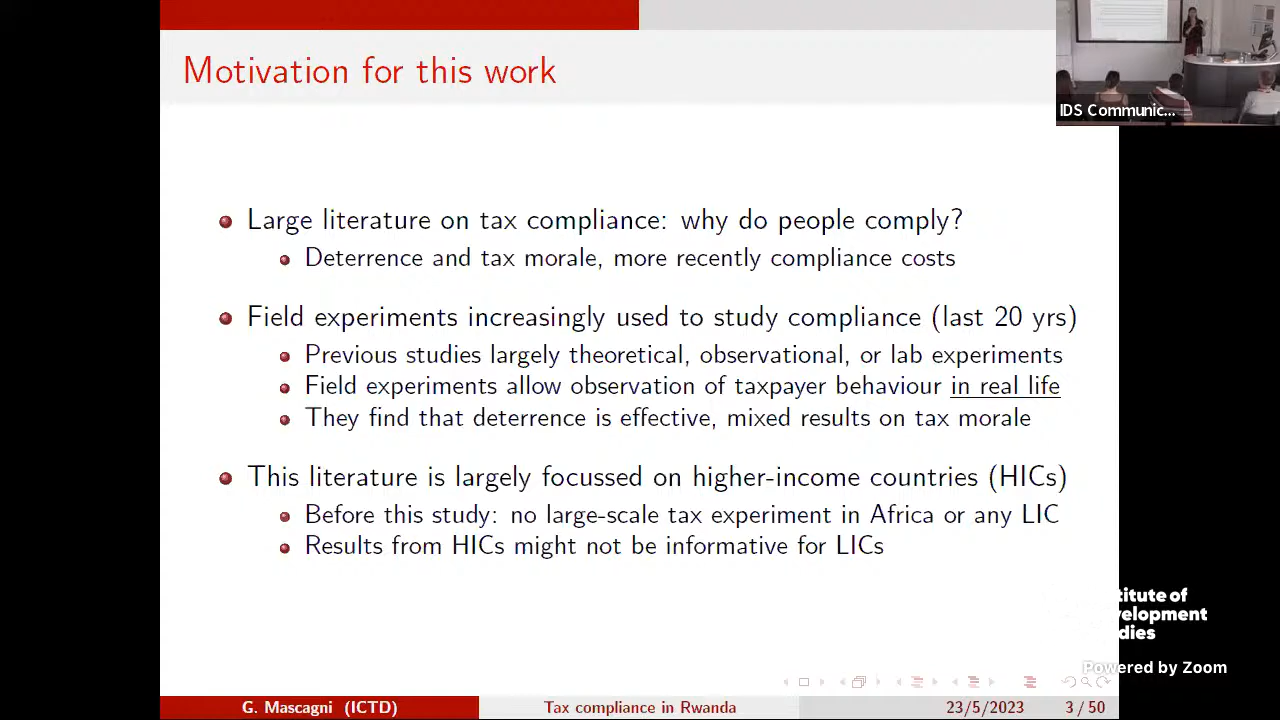 Motivation for this work
IDS Communic...
Large literature on tax compliance: why do people comply?
Deterrence and tax morale, more recently compliance costs
Field experiments increasingly used to study compliance (last 20 yrs)
Previous studies largely theoretical, observational, or lab experiments
Field experiments allow observation of taxpayer behaviour in real life
They find that deterrence is effective, mixed results on tax morale
This literature is largely focussed on higher-income countries (HICs)
Before this study: no large-scale tax experiment in Africa or any LIC
Results from HICs might not be informative for LICs
titute of
velopment
dies
Powered by Zoom
G. Mascagni (ICTD) Tax compliance in Rwanda 23/5/2023 3 / 50